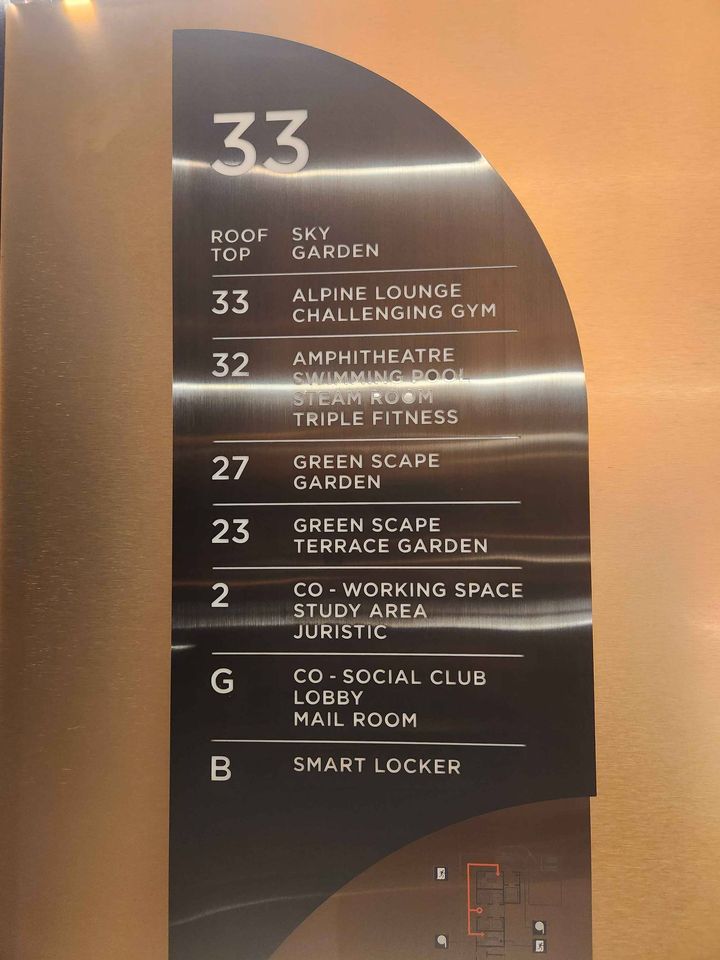 33
ROOF TOP SKY GARDEN
33 ALPINE LOUNGE
CHALLENGING GYM
32 AMPHITHEATRE
SWIMMING POOL
STEAM ROOM
TRIPLE FITNESS
27 GREEN SCAPE
GARDEN
23 GREEN SCAPE
TERRACE GARDEN
2 CO - WORKING SPACE
STUDY AREA
JURISTIC
G CO - SOCIAL CLUB
LOBBY
MAIL ROOM
B SMART LOCKER